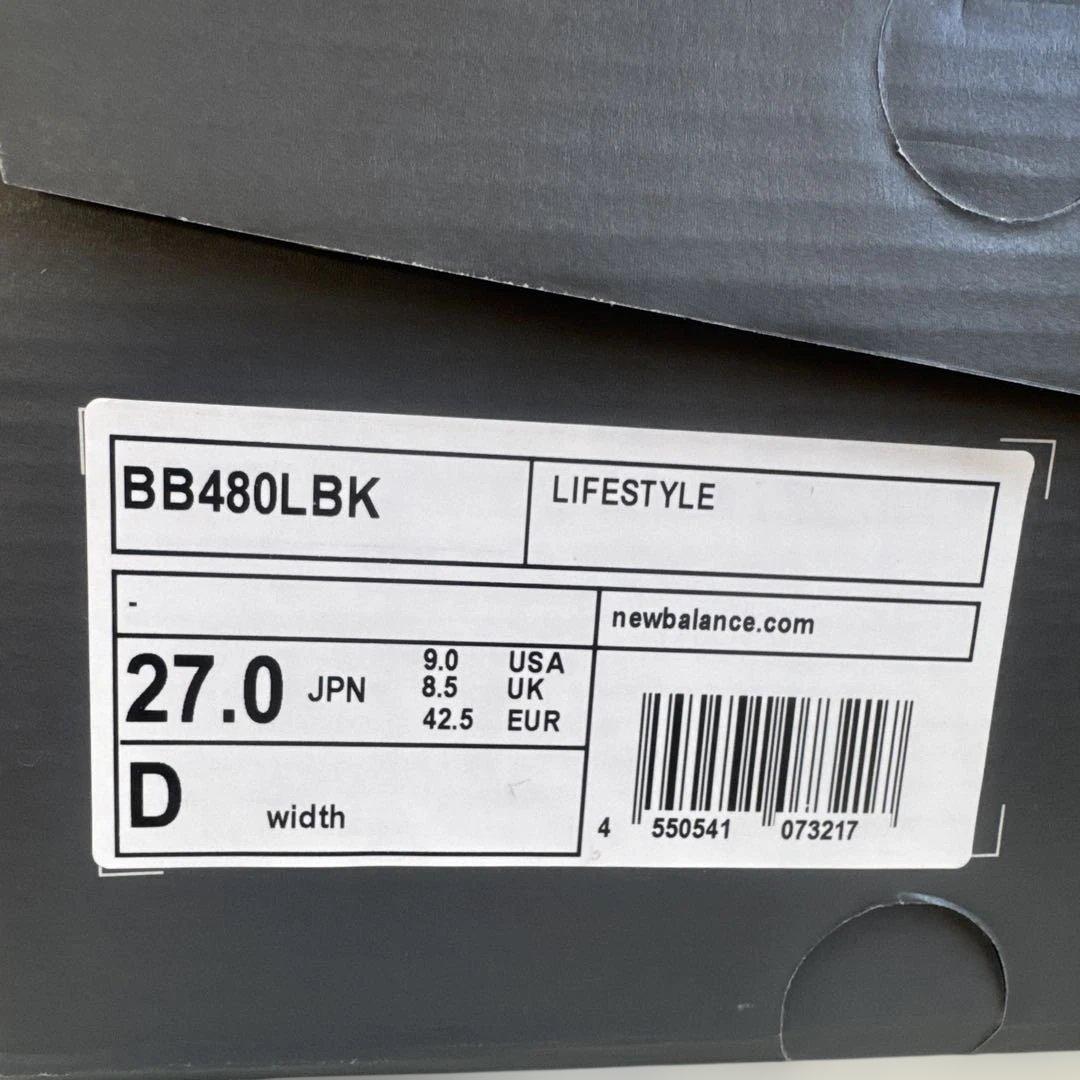 BB480LBK
LIFESTYLE
-
newbalance.com
27.0 JPN
9.0 USA
8.5 UK
42.5 EUR
D width
4 550541 073217